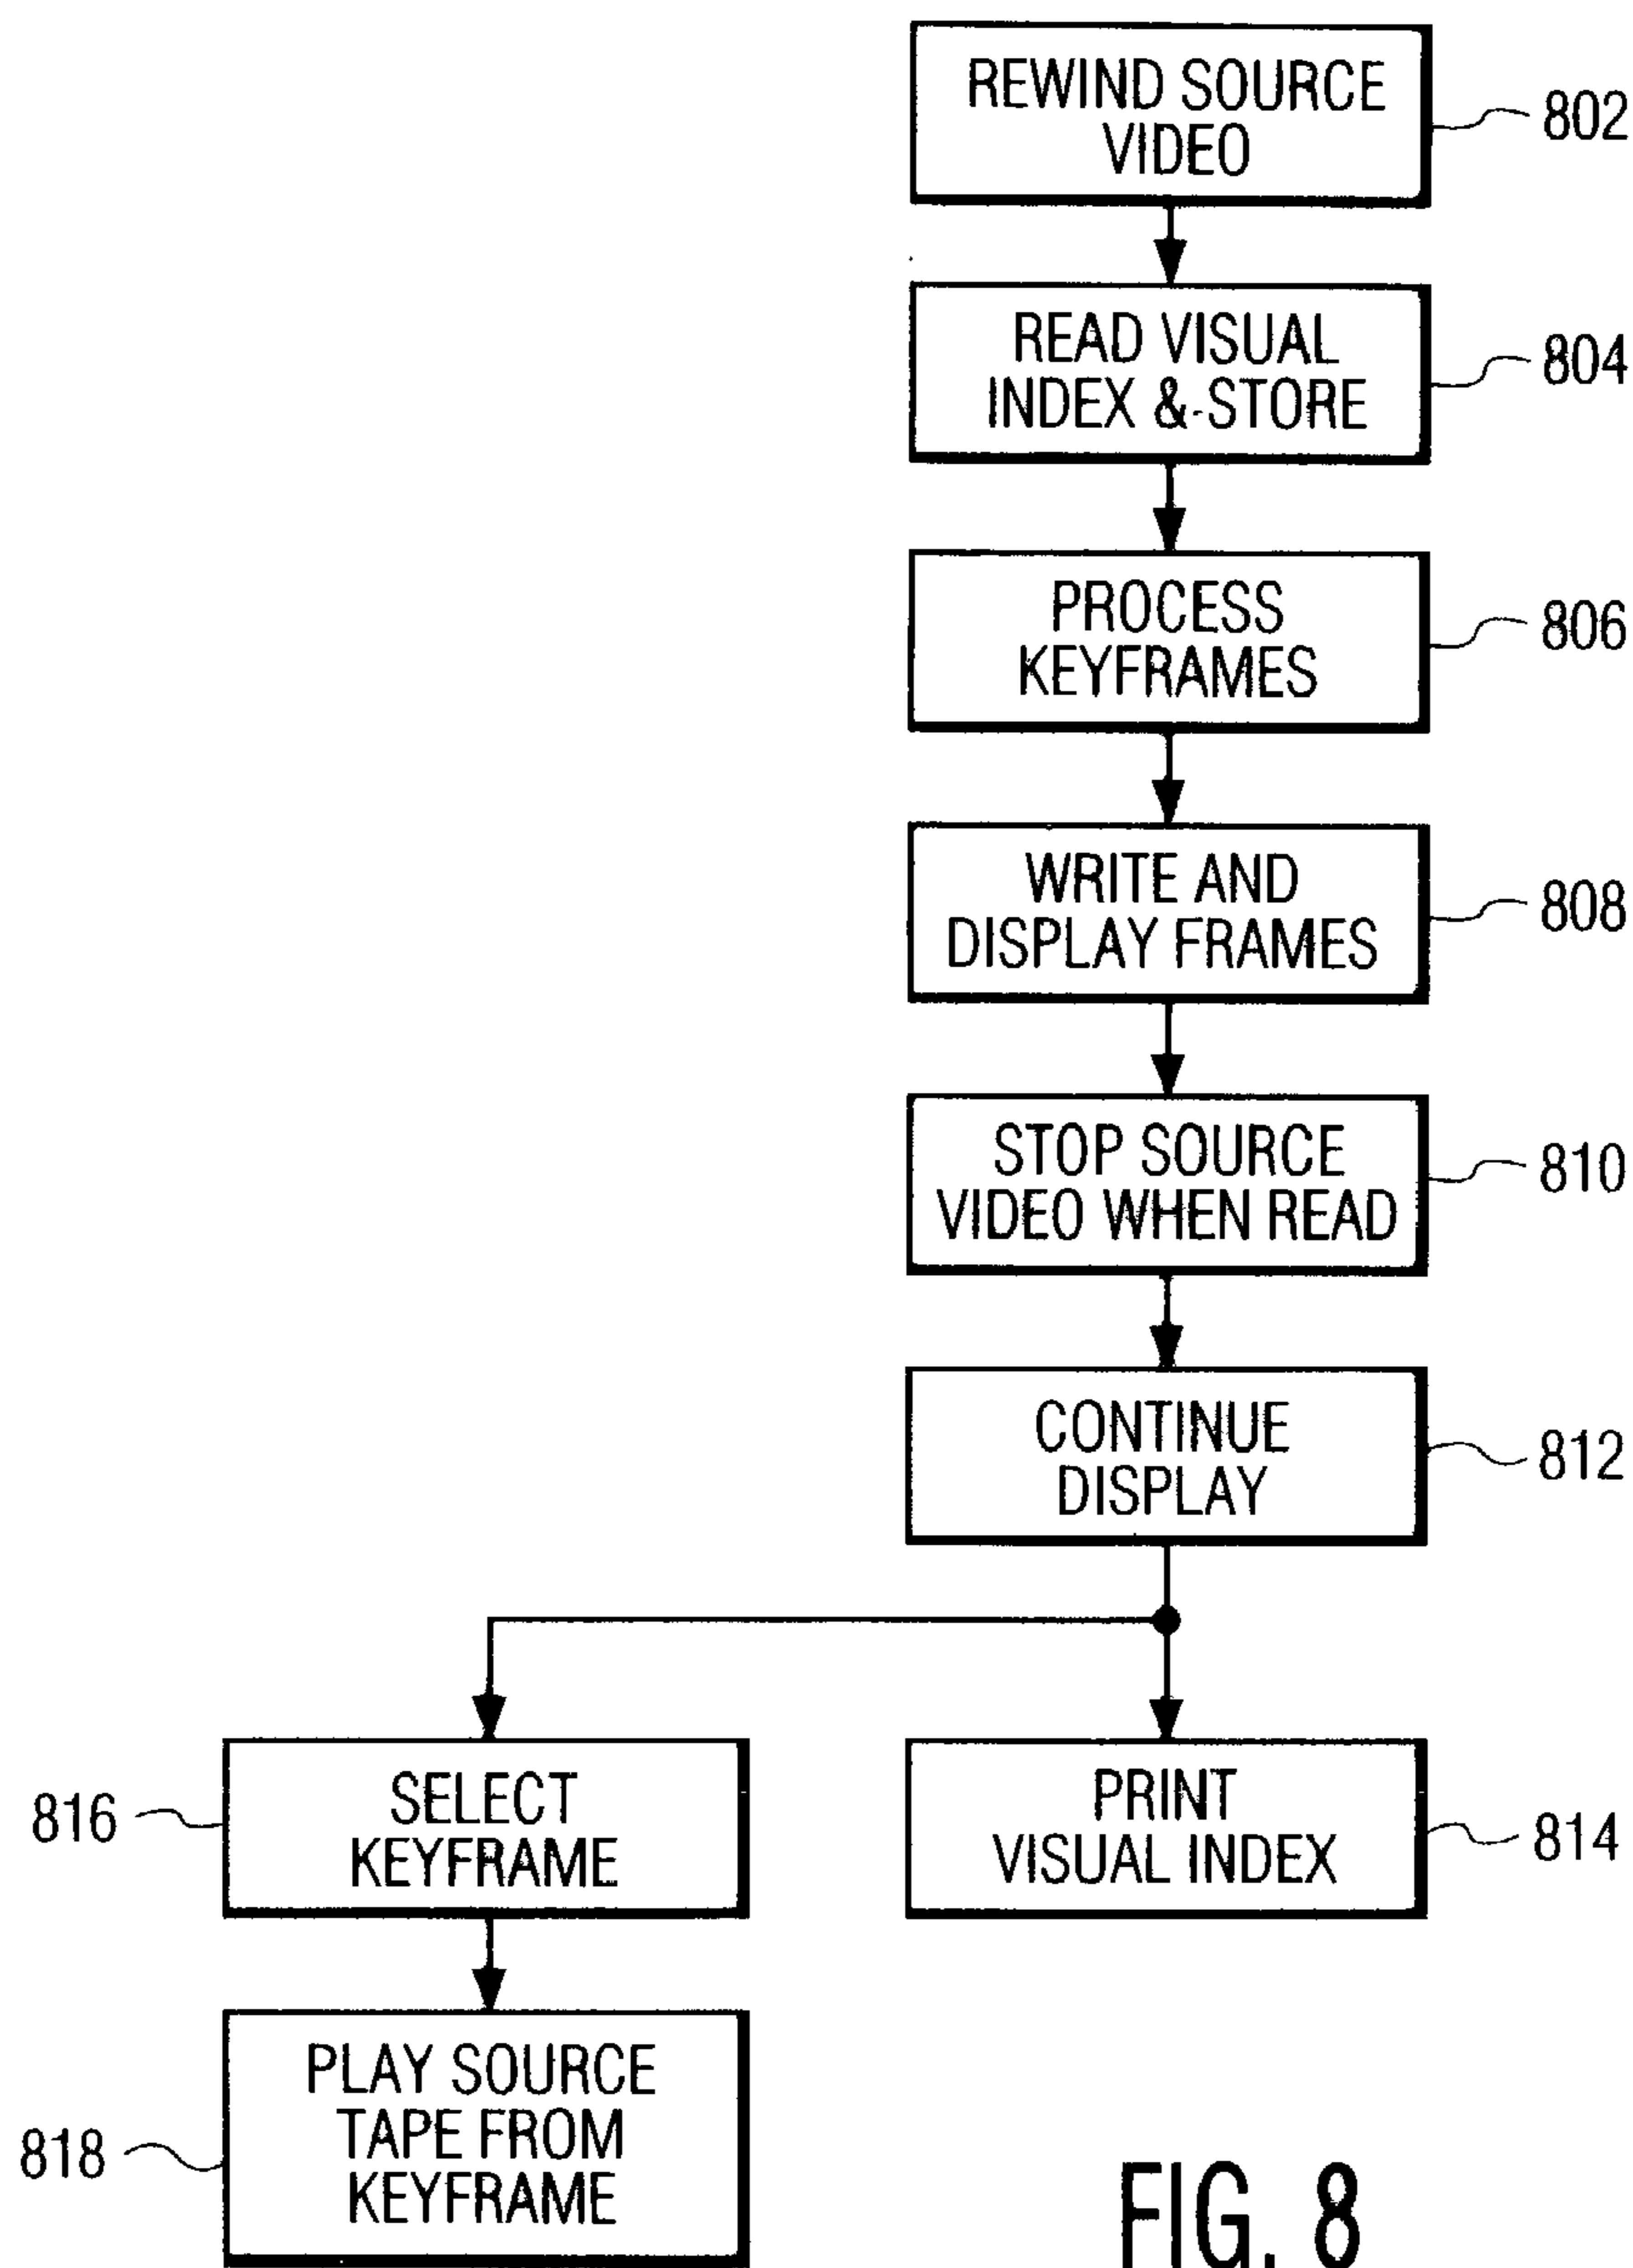 REWIND SOURCE
VIDEO
802
READ VISUAL
INDEX & STORE
804
PROCESS
KEYFRAMES
806
WRITE AND
DISPLAY FRAMES
808
STOP SOURCE
VIDEO WHEN READ
810
CONTINUE
DISPLAY
812
816
SELECT
KEYFRAME
PRINT
VISUAL INDEX
814
818
PLAY SOURCE
TAPE FROM
KEYFRAME
FIG. 8